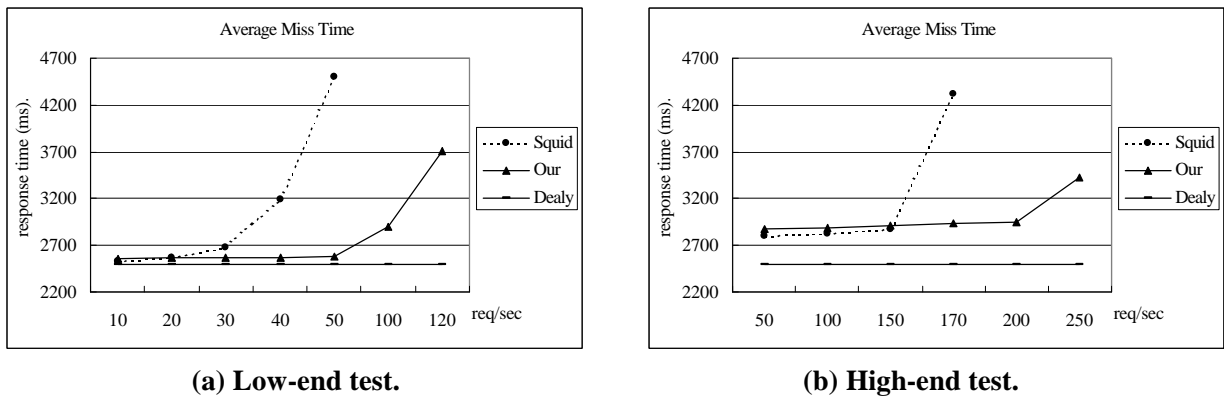 Average Miss Time
4700
4200
3700
3200
2700
2200
response time (ms).
10 20 30 40 50 100 120
req/sec
Squid
Our
Dealy
(a) Low-end test.
Average Miss Time
4700
4200
3700
3200
2700
2200
response time (ms).
50 100 150 170 200 250
req/sec
Squid
Our
Dealy
(b) High-end test.